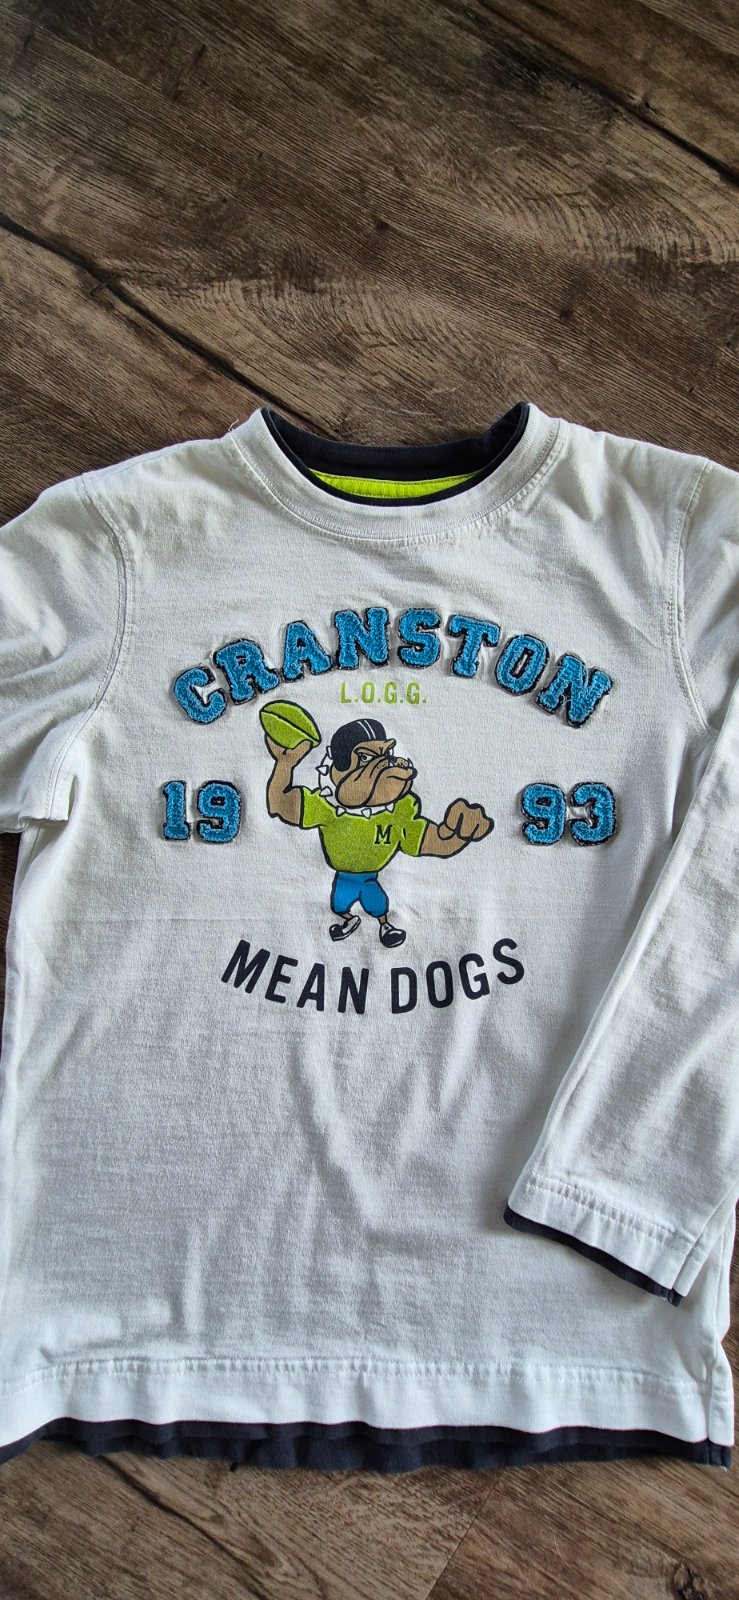 CRANSTON
L.O.G.G.
19 93
M
MEAN DOGS